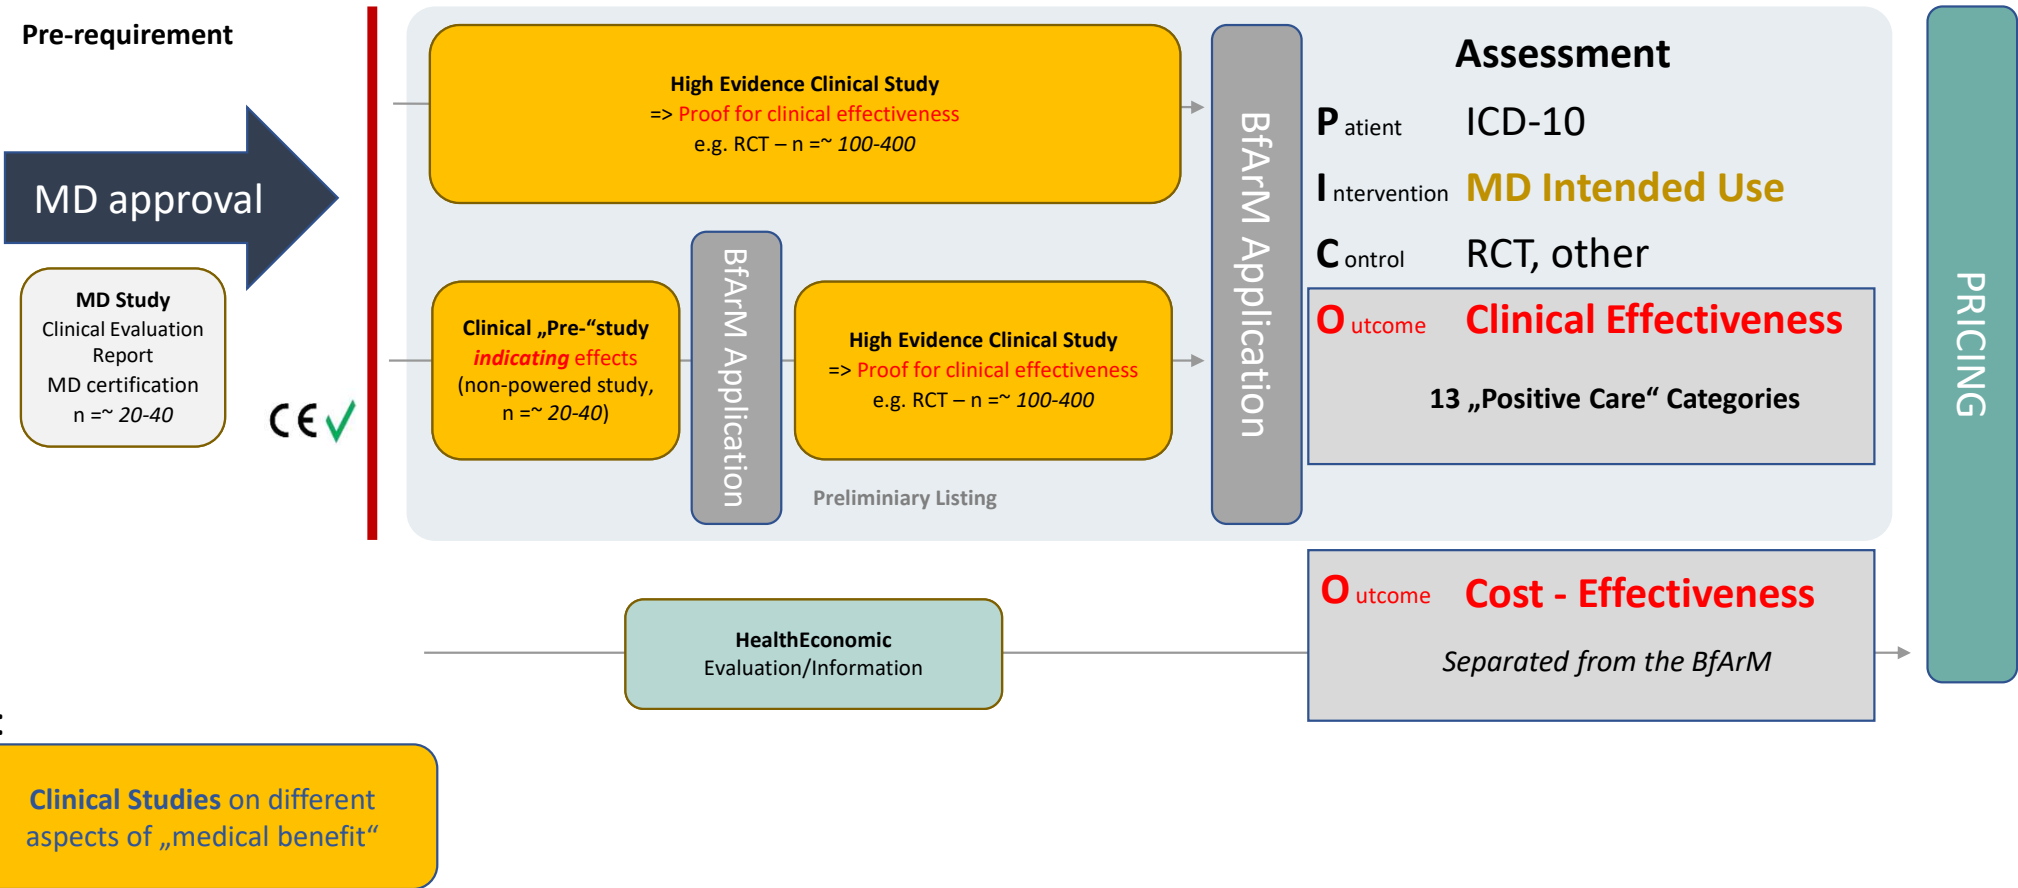 Pre-requirement
MD approval
MD Study
Clinical Evaluation
Report
MD certification
n =~ 20-40
CE
High Evidence Clinical Study
=> Proof for clinical effectiveness
e.g. RCT – n =~ 100-400
Clinical „Pre-“study
indicating effects
(non-powered study,
n =~ 20-40)
BfArM Application
High Evidence Clinical Study
=> Proof for clinical effectiveness
e.g. RCT – n =~ 100-400
Preliminiary Listing
BfArM Application
Assessment
P atient ICD-10
I ntervention MD Intended Use
C ontrol RCT, other
O utcome Clinical Effectiveness
13 „Positive Care“ Categories
HealthEconomic
Evaluation/Information
O utcome Cost - Effectiveness
Separated from the BfArM
PRICING
:
Clinical Studies on different
aspects of „medical benefit“